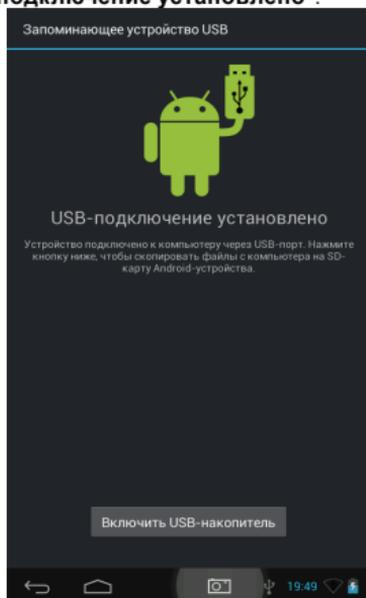 подключение установлено".
Запоминающее устройство USB
USB-подключение установлено
Устройство подключено к компьютеру через USB-порт. Нажмите
кнопку ниже, чтобы скопировать файлы с компьютера на SD-
карту Android-устройства.
Включить USB-накопитель
19:49